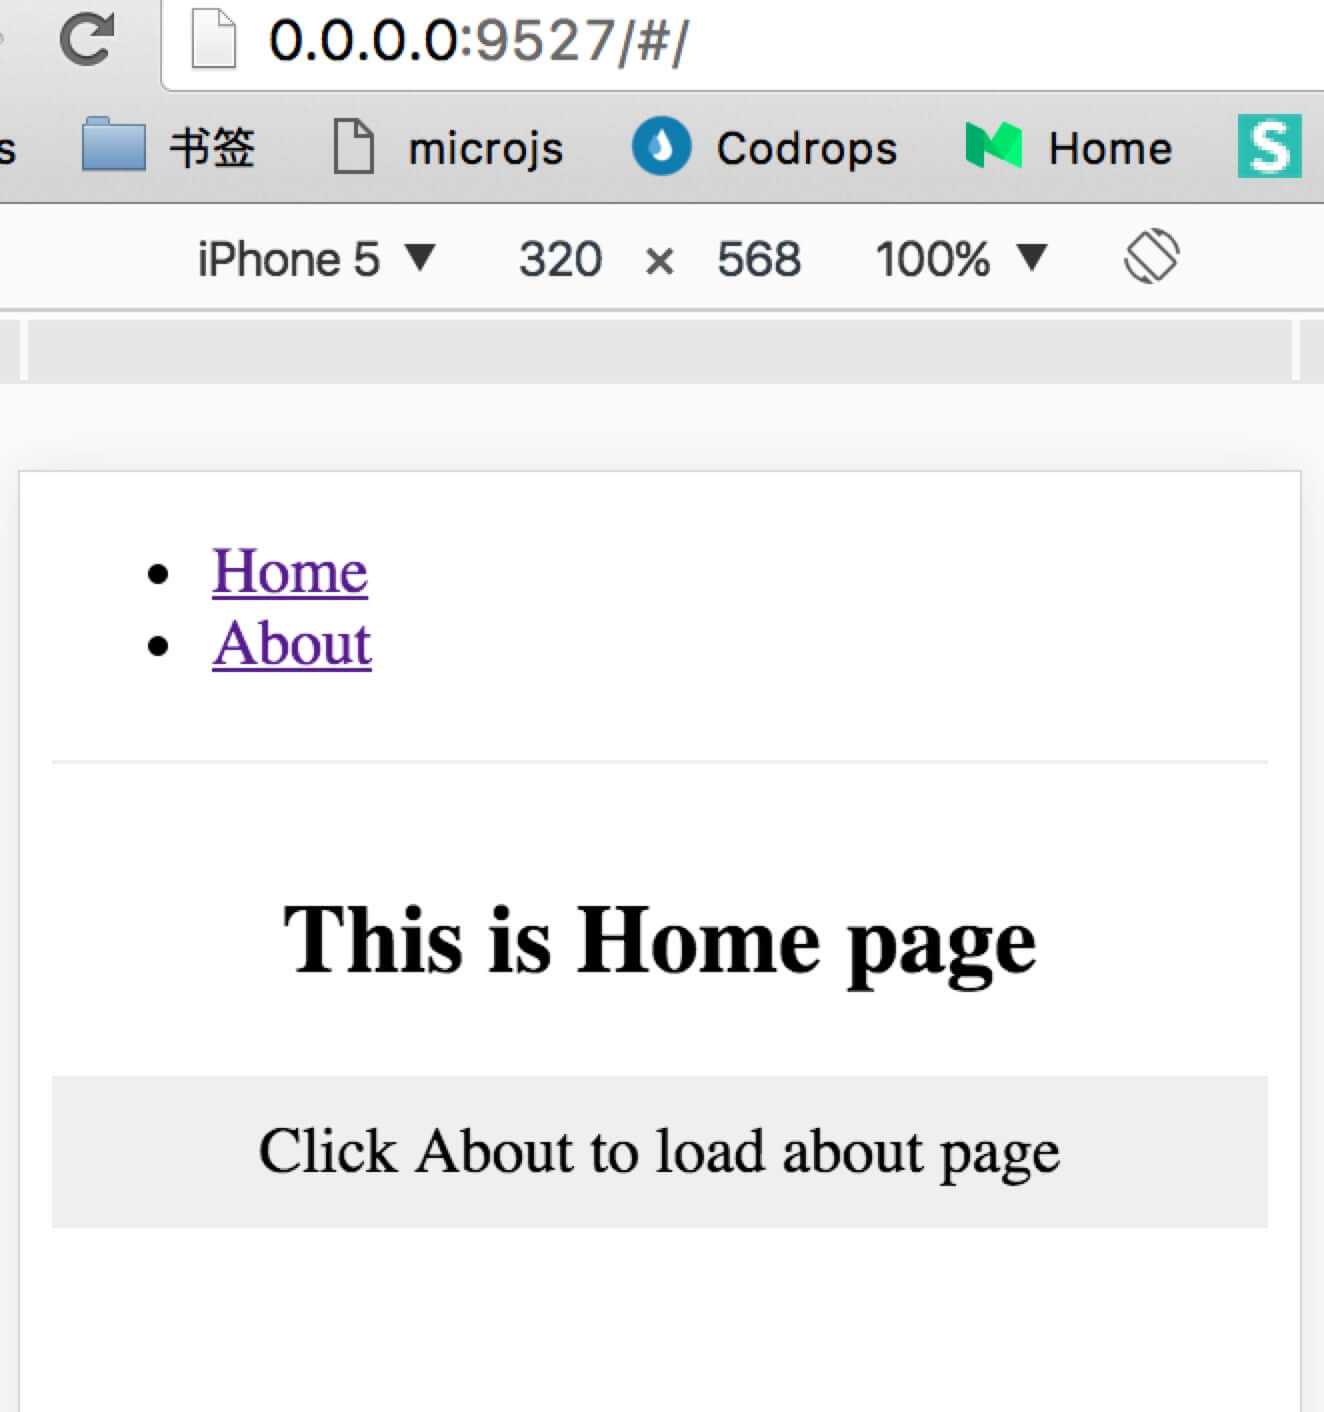 0.0.0.0:9527/#/
s 书签 microjs Codrops Home S
iPhone 5 ▼ 320 × 568 100% ▼
• Home
• About
This is Home page
Click About to load about page